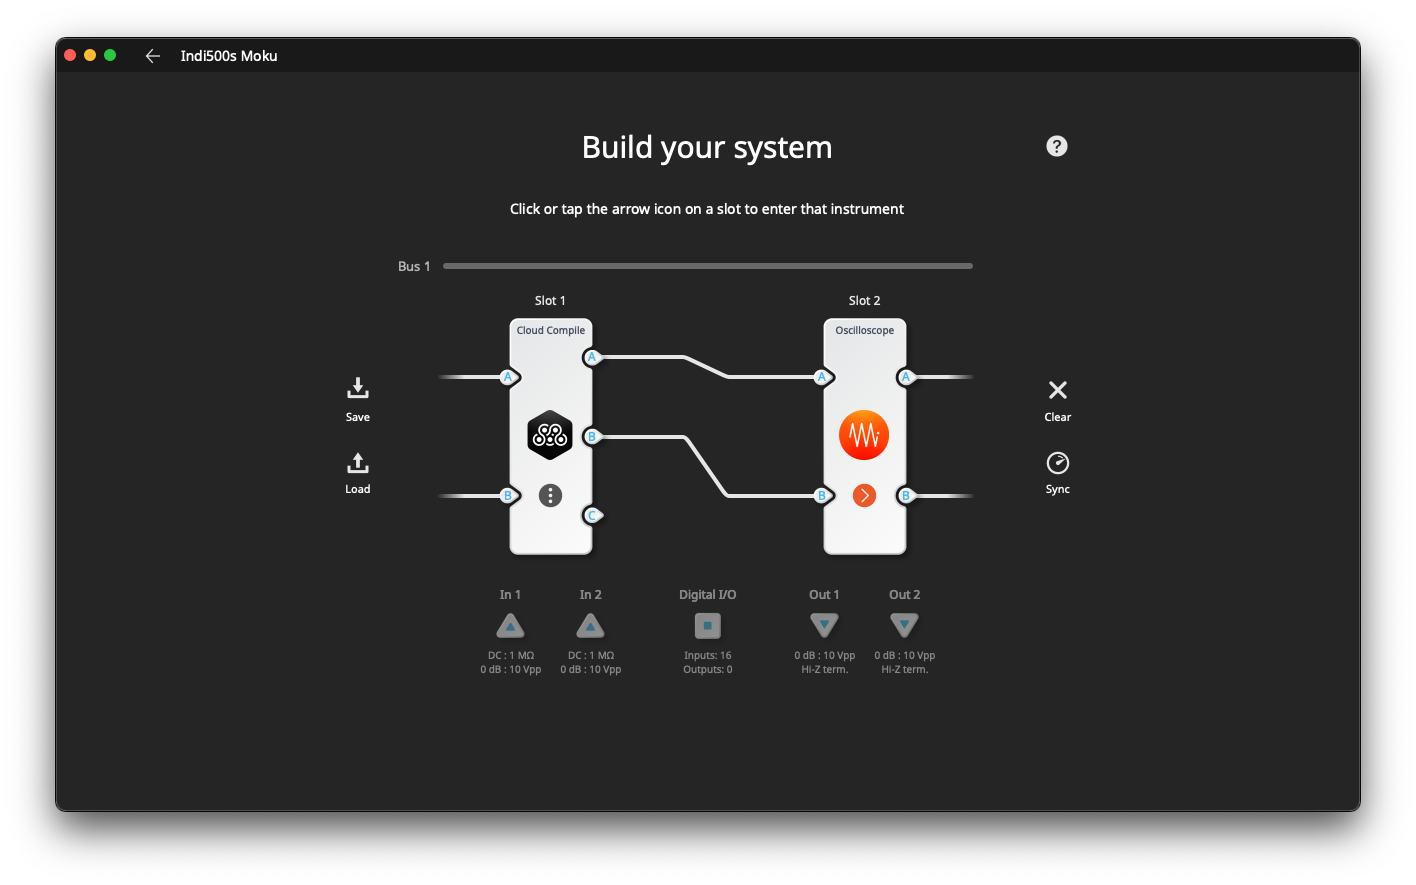 Indi500s Moku
Build your system
?
Click or tap the arrow icon on a slot to enter that instrument
Bus 1
Slot 1
Slot 2
Cloud Compile
Oscilloscope
A
A
A
A
Save
Clear
B
Load
Sync
B
B
B
C
In 1
In 2
Digital I/O
Out 1
Out 2
DC : 1 MΩ
0 dB : 10 Vpp
DC : 1 MΩ
0 dB : 10 Vpp
Inputs: 16
Outputs: 0
0 dB : 10 Vpp
Hi-Z term.
0 dB : 10 Vpp
Hi-Z term.